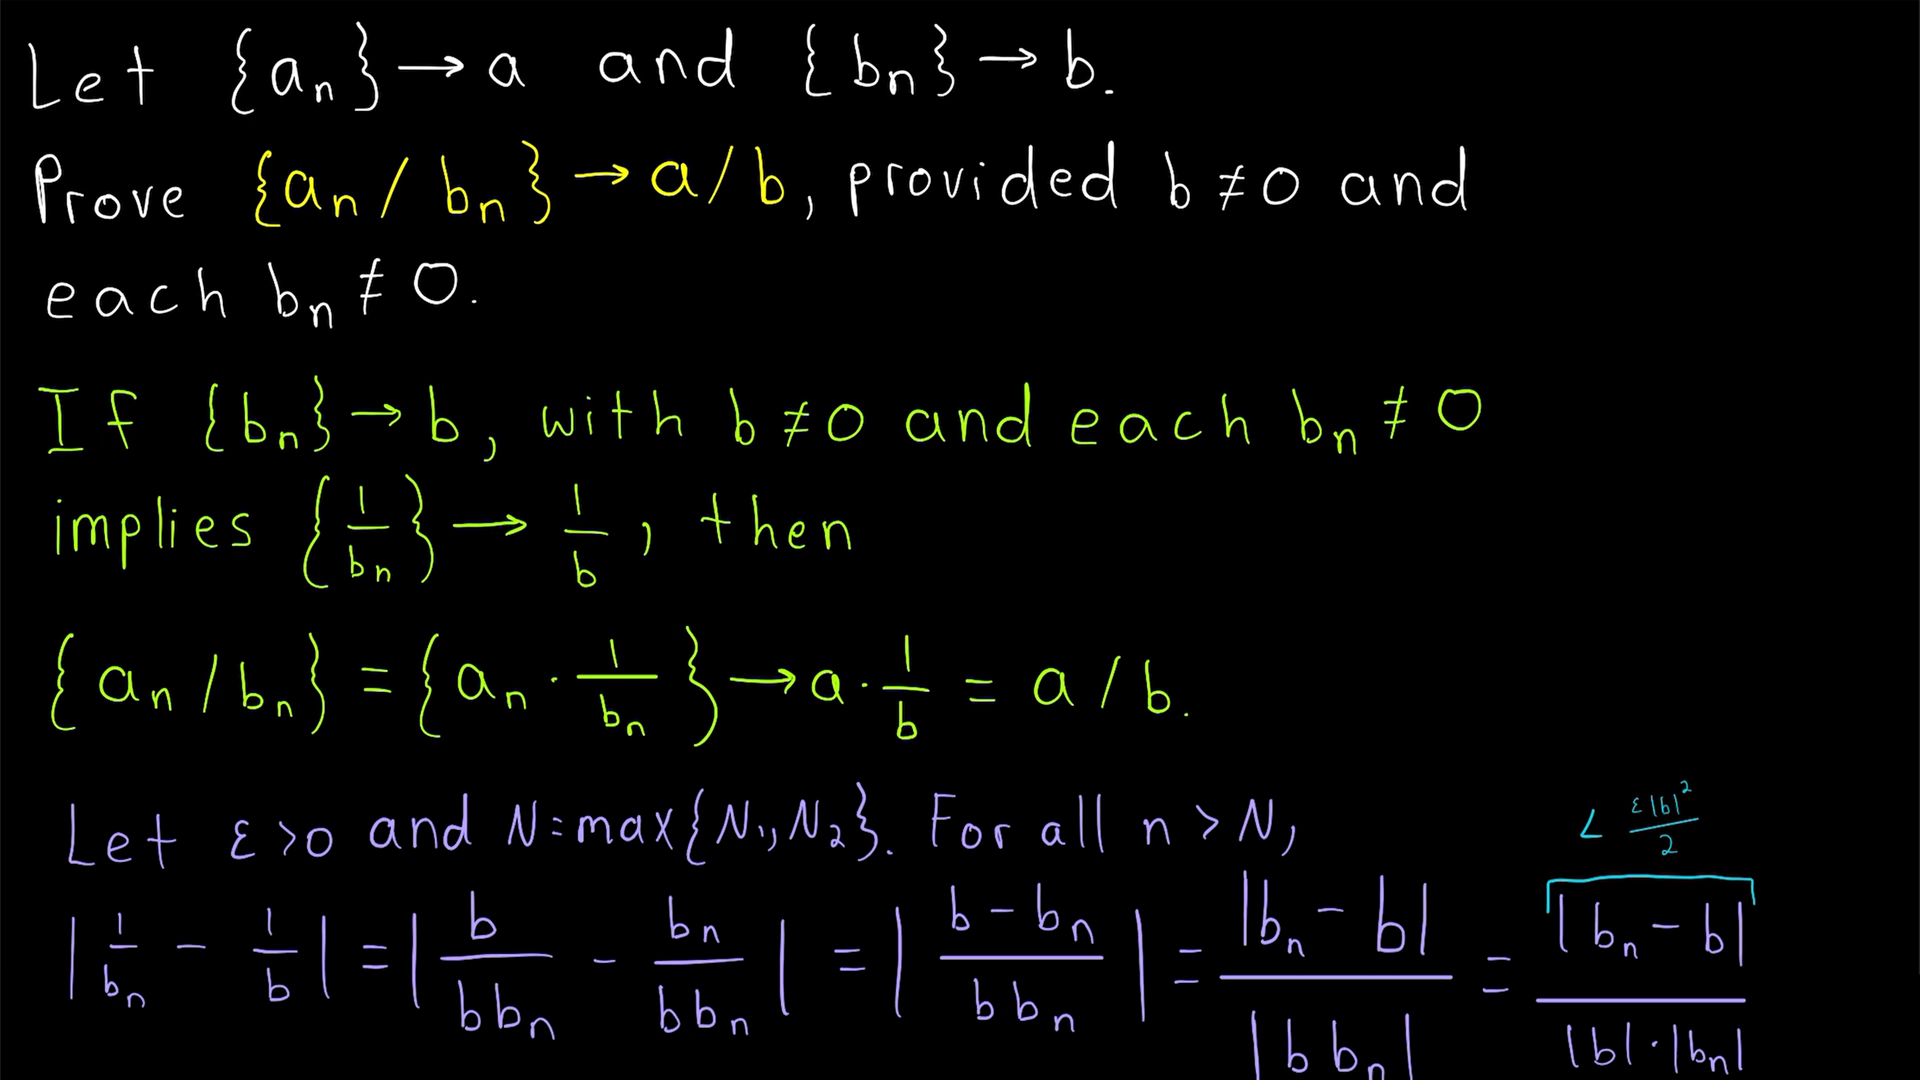 Let {aₙ} → a and {bₙ} → b.
Prove {aₙ / bₙ} → a/b, provided b ≠ 0 and
each bₙ ≠ 0.
If {bₙ} → b, with b ≠ 0 and each bₙ ≠ 0
implies {1/bₙ} → 1/b, then
{aₙ / bₙ} = {aₙ · 1/bₙ} → a · 1/b = a / b.
Let ε > 0 and N = max{N₁, N₂}. For all n > N,
< ε|b|²/2
|1/bₙ − 1/b| = |b/bbₙ − bₙ/bbₙ| = |(b − bₙ)/bbₙ| = |bₙ − b|/|bbₙ| = |bₙ − b|/|b|·|bₙ|